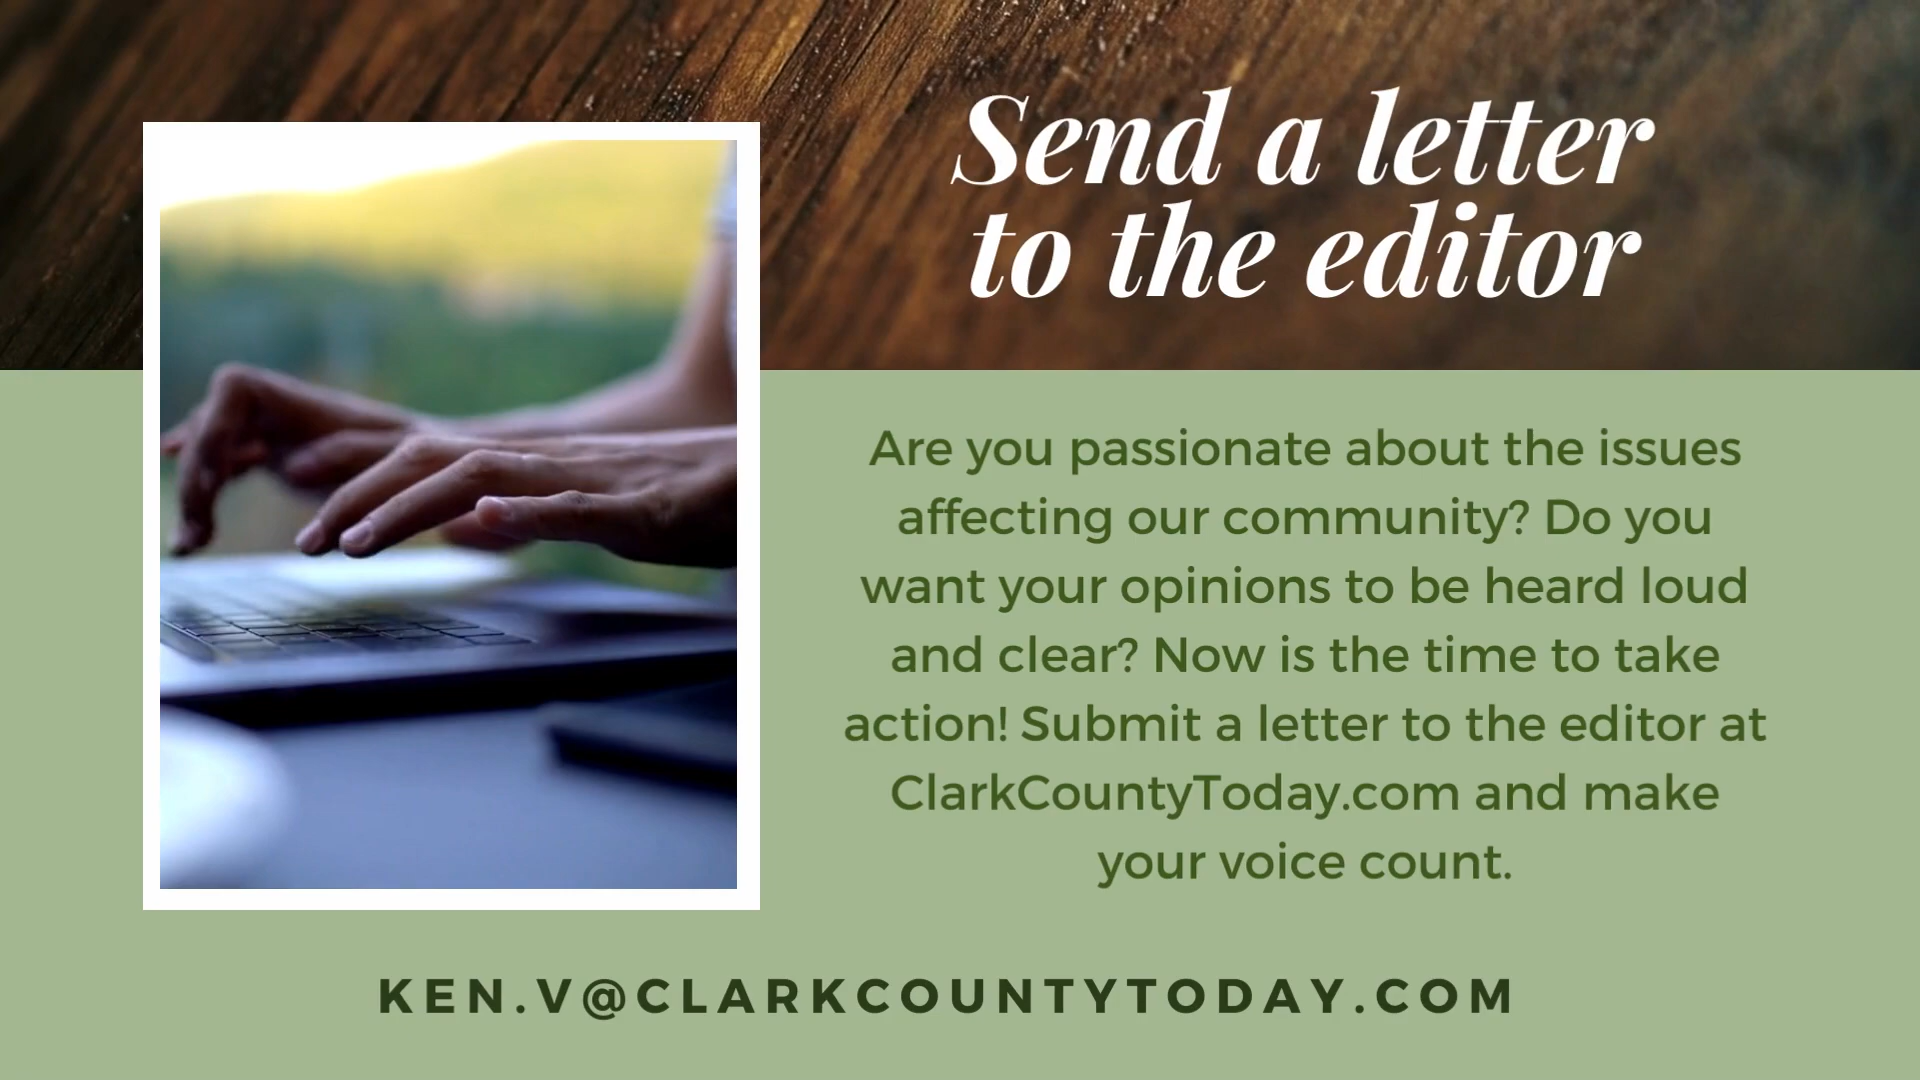 Send a letter
to the editor
Are you passionate about the issues
affecting our community? Do you
want your opinions to be heard loud
and clear? Now is the time to take
action! Submit a letter to the editor at
ClarkCountyToday.com and make
your voice count.
KEN.V@CLARKCOUNTYTODAY.COM